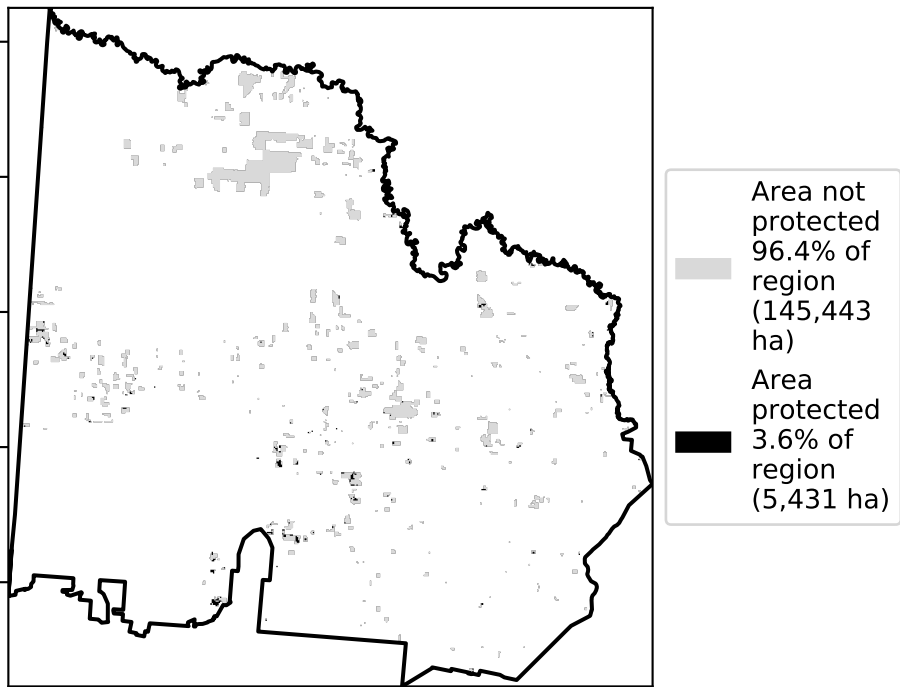 Area not
protected
96.4% of
region
(145,443
ha)
Area
protected
3.6% of
region
(5,431 ha)